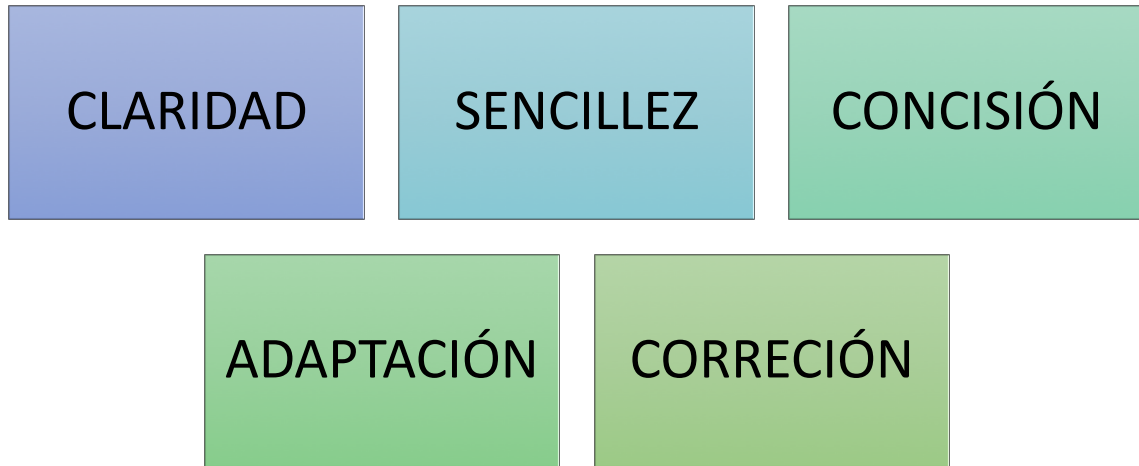 CLARIDAD
SENCILLEZ
CONCISIÓN
ADAPTACIÓN
CORRECIÓN